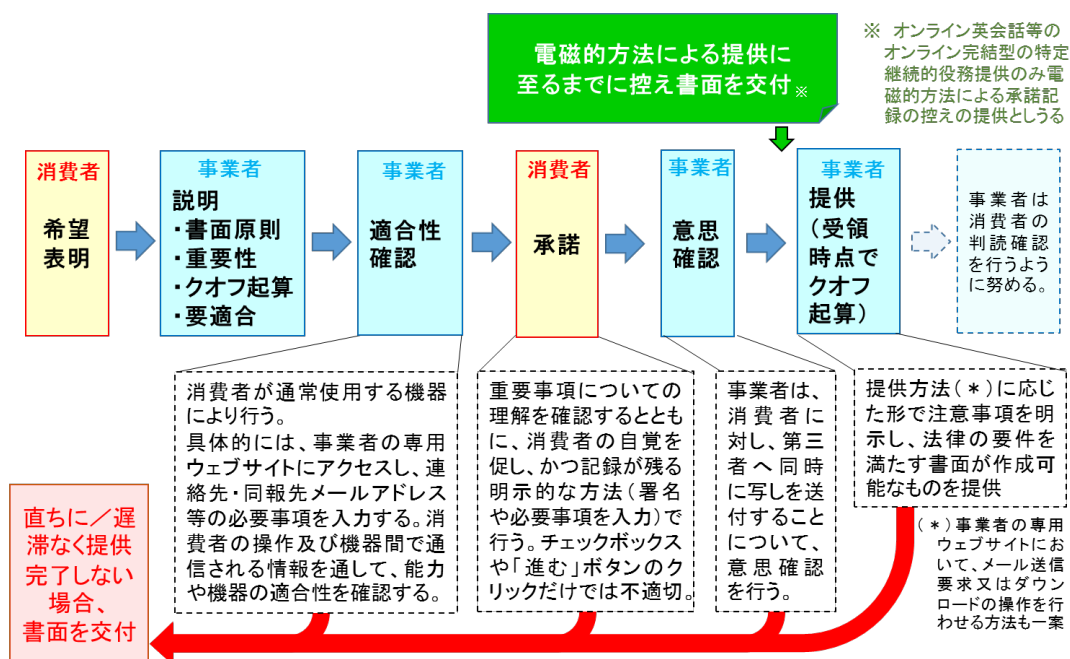 電磁的方法による提供に
至るまでに控え書面を交付※
※ オンライン英会話等の
オンライン完結型の特定
継続的役務提供のみ電
磁的方法による承諾記
録の控えの提供としうる
消費者
希望
表明
事業者
説明
・書面原則
・重要性
・クオフ起算
・要適合
事業者
適合性
確認
消費者
承諾
事業者
意思
確認
事業者
提供
(受領
時点で
クオフ
起算)
事業者は
消費者の
判読確認
を行うよう
に努める。
消費者が通常使用する機器
により行う。
具体的には、事業者の専用
ウェブサイトにアクセスし、連
絡先・同報先メールアドレス
等の必要事項を入力する。消
費者の操作及び機器間で通
信される情報を通して、能力
や機器の適合性を確認する。
重要事項についての
理解を確認するととも
に、消費者の自覚を
促し、かつ記録が残る
明示的な方法(署名
や必要事項を入力)で
行う。チェックボックス
や「進む」ボタンのク
リックだけでは不適切。
事業者は、
消費者に
対し、第三
者へ同時
に写しを送
付すること
について、
意思確認
を行う。
提供方法(*)に応じ
た形で注意事項を明
示し、法律の要件を
満たす書面が作成可
能なものを提供
(*)事業者の専用
ウェブサイトにお
いて、メール送信
要求又はダウン
ロードの操作を行
わせる方法も一案
直ちに/遅
滞なく提供
完了しない
場合、
書面を交付